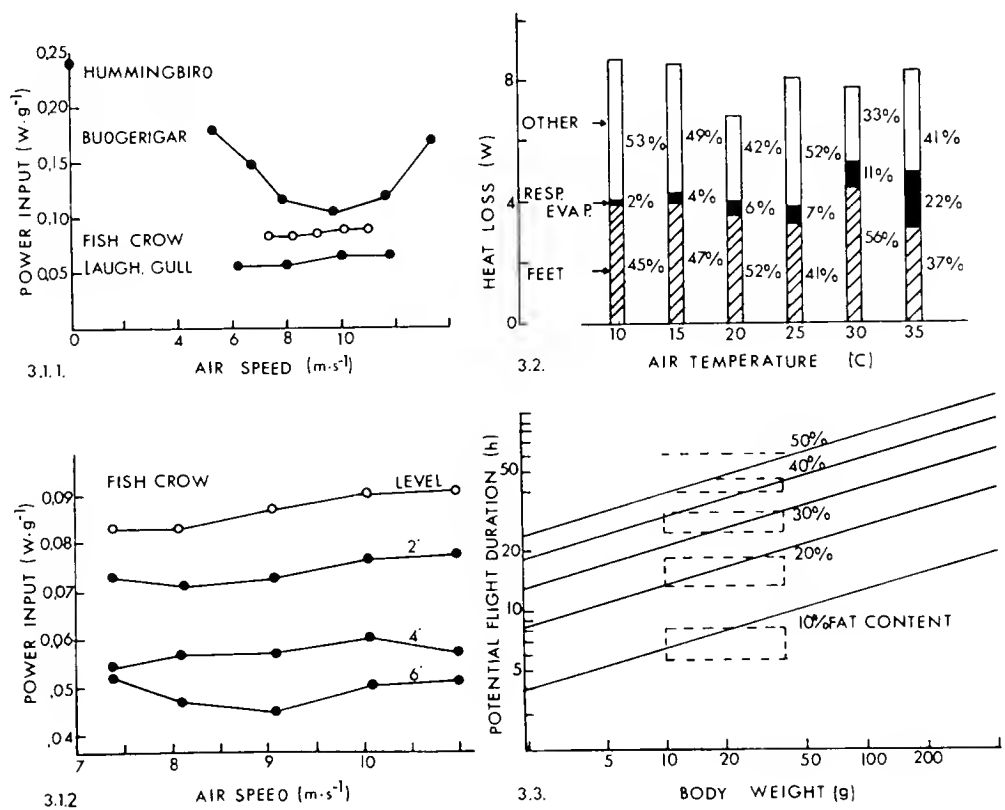 0,25
0,20
0,15
0,10
0,05
0
POWER INPUT (W·g⁻¹)
HUMMINGBIRO
BUOGERIGAR
FISH CROW
LAUGH. GULL
0 4 6 8 10 12
AIR SPEED (m·s⁻¹)
3.1.1.
8
4
0
HEAT LOSS (W)
OTHER
RESP.
EVAP.
FEET
53% 49% 42% 52% 33% 41%
2% 4% 6% 7% 11% 22%
45% 47% 52% 41% 56% 37%
10 15 20 25 30 35
AIR TEMPERATURE (C)
3.2.
0.09
0.08
0.07
0.06
0.05
.04
POWER INPUT (W·g⁻¹)
FISH CROW
LEVEL
2°
4°
6°
7 8 9 10
AIR SPEEO (m·s⁻¹)
3.1.2
50
20
10
5
POTENTIAL FLIGHT DURATION (h)
50%
40%
30%
20%
10% FAT CONTENT
5 10 20 50 100 200
BODY WEIGHT (g)
3.3.